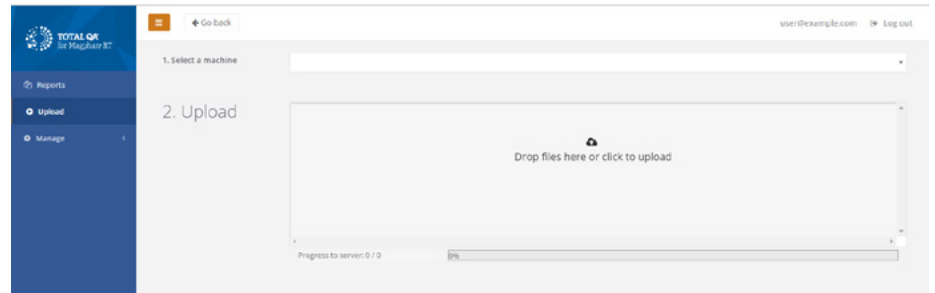 TOTAL QA
for Magphan RT
Go back
user@example.com Log out
Reports
Upload
Manage
1. Select a machine
2. Upload
Drop files here or click to upload
Progress to server: 0 / 0
0%